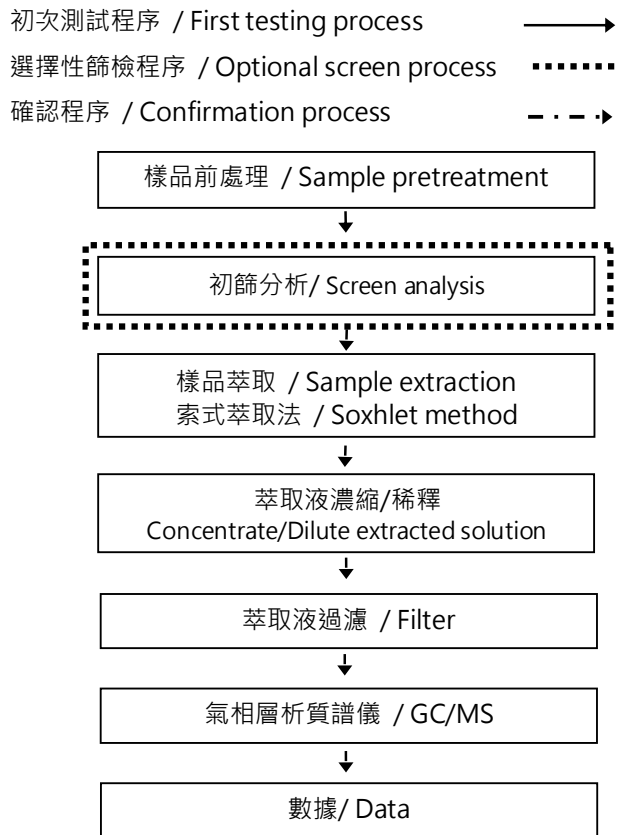 初次測試程序 / First testing process
選擇性篩檢程序 / Optional screen process
確認程序 / Confirmation process
樣品前處理 / Sample pretreatment
初篩分析/ Screen analysis
樣品萃取 / Sample extraction
索式萃取法 / Soxhlet method
萃取液濃縮/稀釋
Concentrate/Dilute extracted solution
萃取液過濾 / Filter
氣相層析質譜儀 / GC/MS
數據/ Data